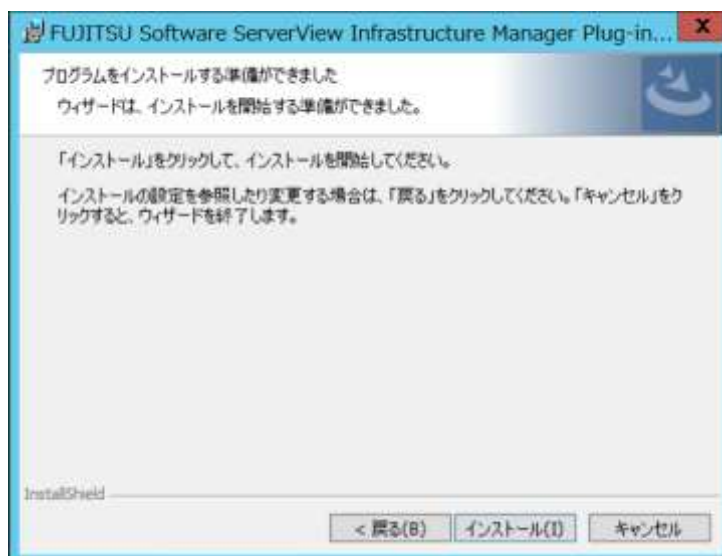 FUJITSU Software ServerView Infrastructure Manager Plug-in...
プログラムをインストールする準備ができました
ウィザードは、インストールを開始する準備ができました。
「インストール」をクリックして、インストールを開始してください。
インストールの設定を参照したり変更する場合は、「戻る」をクリックしてください。「キャンセル」をク
リックすると、ウィザードを終了します。
InstallShield
< 戻る(B) インストール(I) キャンセル